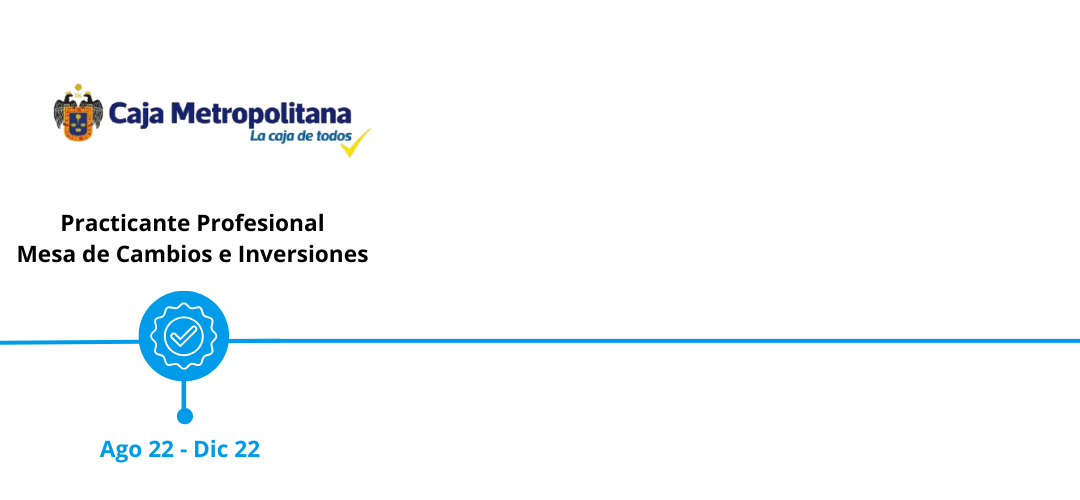 Caja Metropolitana
La caja de todos
Practicante Profesional
Mesa de Cambios e Inversiones
Ago 22 - Dic 22